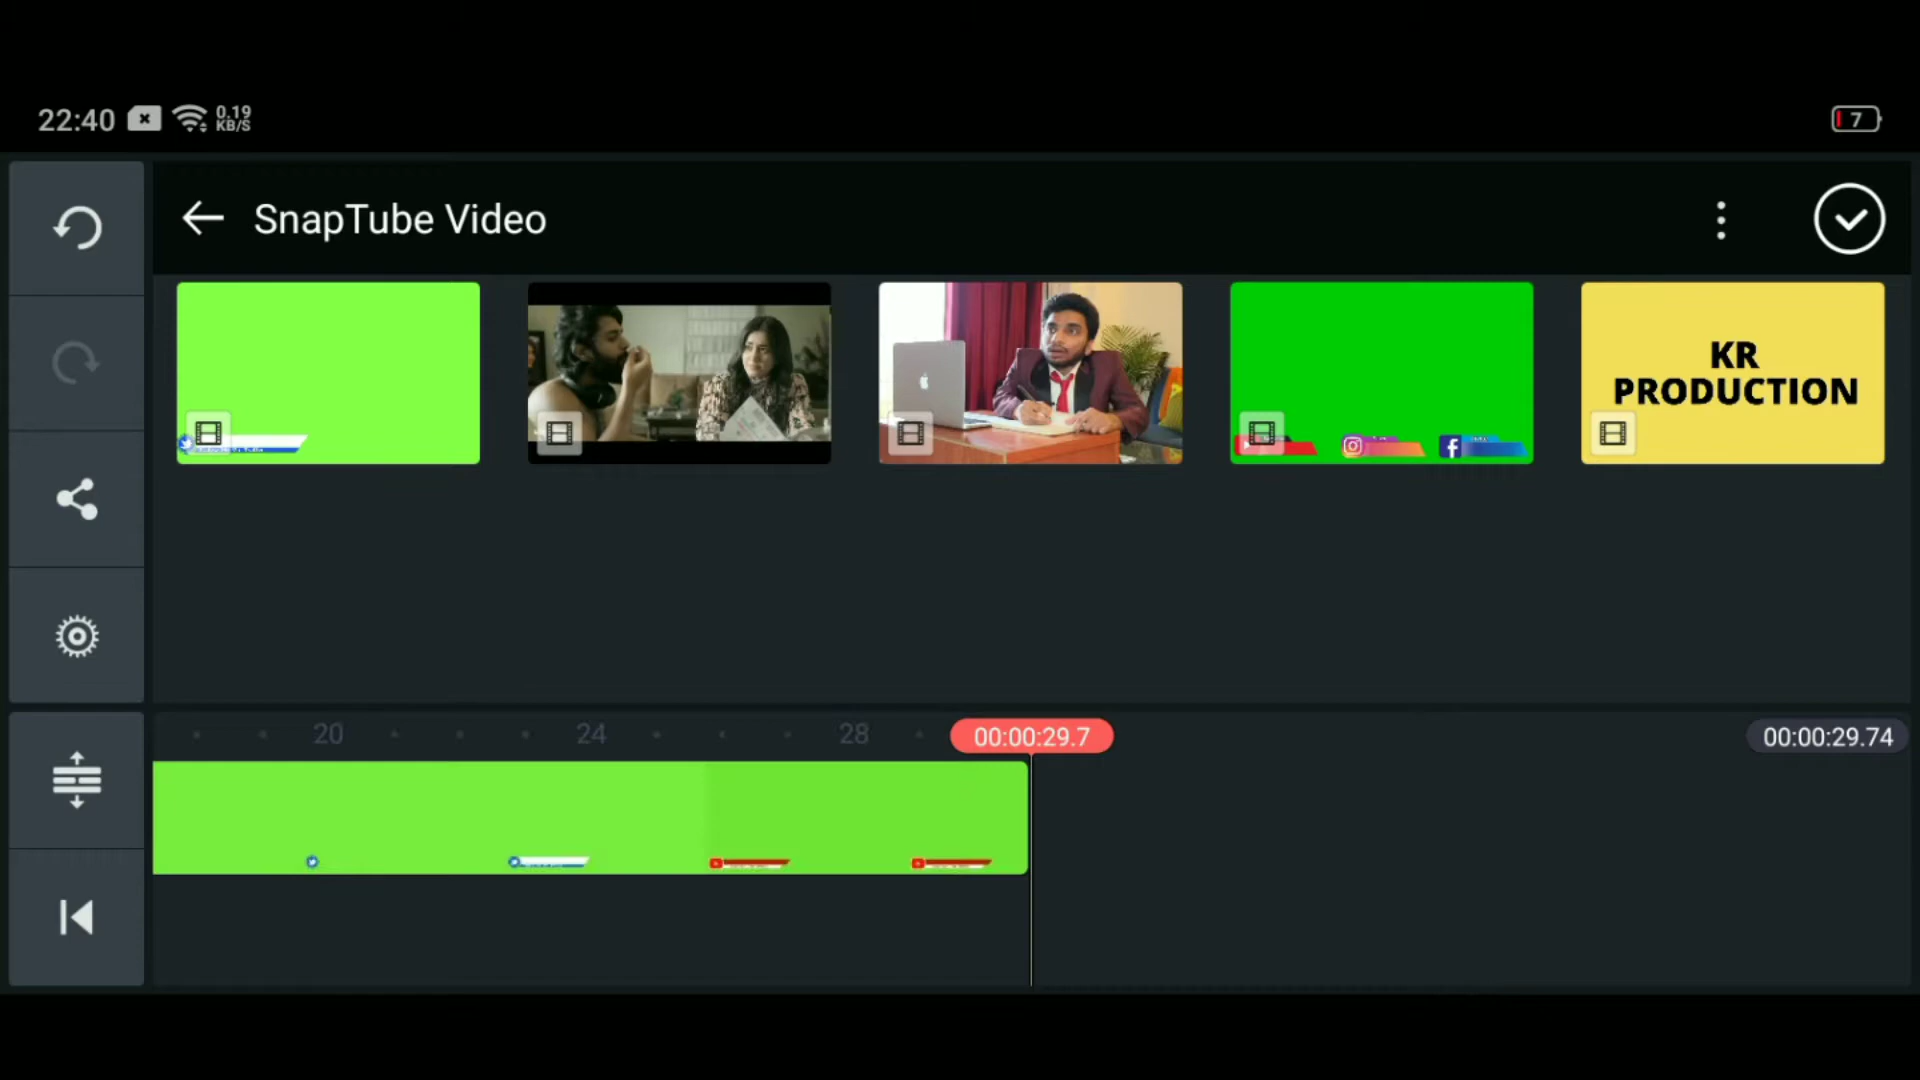 22:40
0.19
KB/S
7
SnapTube Video
KR
PRODUCTION
20
24
28
00:00:29.7
00:00:29.74